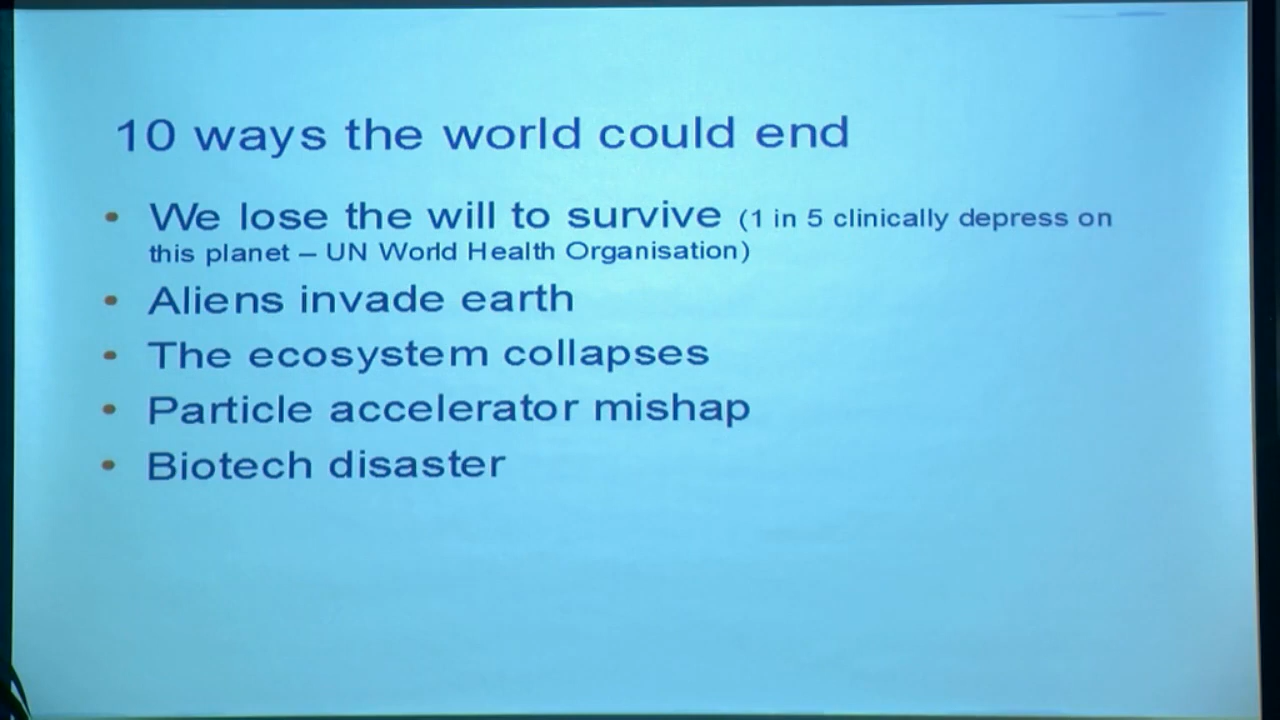 10 ways the world could end
• We lose the will to survive (1 in 5 clinically depress on
this planet – UN World Health Organisation)
• Aliens invade earth
• The ecosystem collapses
• Particle accelerator mishap
• Biotech disaster